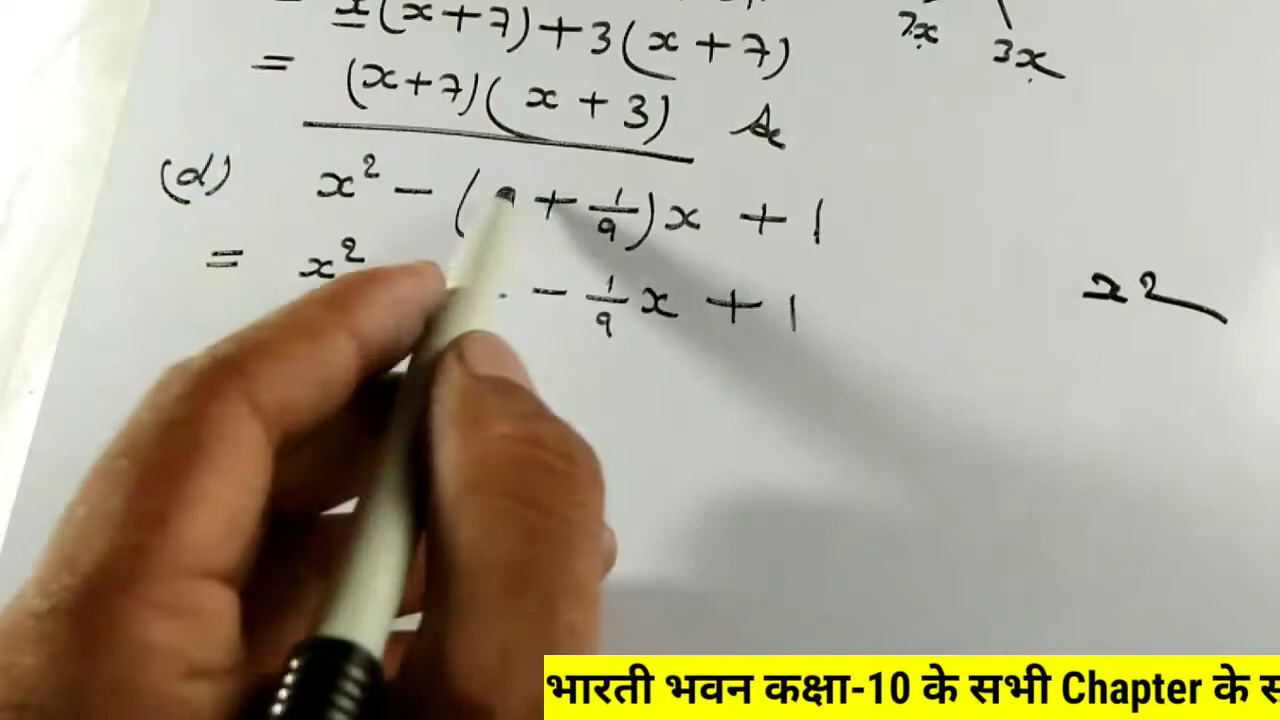 = x(x+7)+3(x+7)
7x 3x
= (x+7)(x+3)
(d) x² - ( + 1/9)x + 1
= x² - 1/9 x + 1
x²
भारती भवन कक्षा-10 के सभी Chapter के